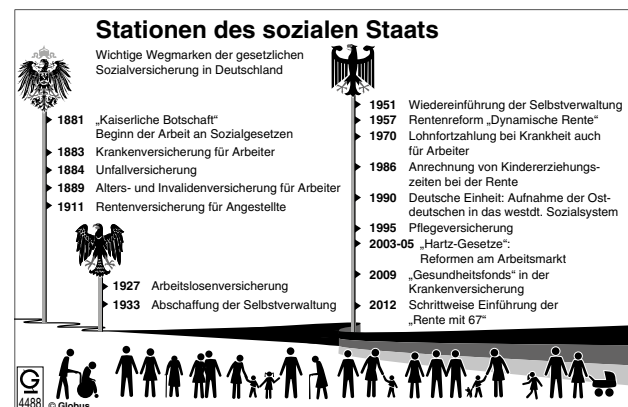 Stationen des sozialen Staats
Wichtige Wegmarken der gesetzlichen
Sozialversicherung in Deutschland
1881 „Kaiserliche Botschaft"
Beginn der Arbeit an Sozialgesetzen
1883 Krankenversicherung für Arbeiter
1884 Unfallversicherung
1889 Alters- und Invalidenversicherung für Arbeiter
1911 Rentenversicherung für Angestellte
1927 Arbeitslosenversicherung
1933 Abschaffung der Selbstverwaltung
1951 Wiedereinführung der Selbstverwaltung
1957 Rentenreform „Dynamische Rente"
1970 Lohnfortzahlung bei Krankheit auch
für Arbeiter
1986 Anrechnung von Kindererziehungs-
zeiten bei der Rente
1990 Deutsche Einheit: Aufnahme der Ost-
deutschen in das westdt. Sozialsystem
1995 Pflegeversicherung
2003-05 „Hartz-Gesetze":
Reformen am Arbeitsmarkt
2009 „Gesundheitsfonds" in der
Krankenversicherung
2012 Schrittweise Einführung der
„Rente mit 67"
G
4488
© Globus